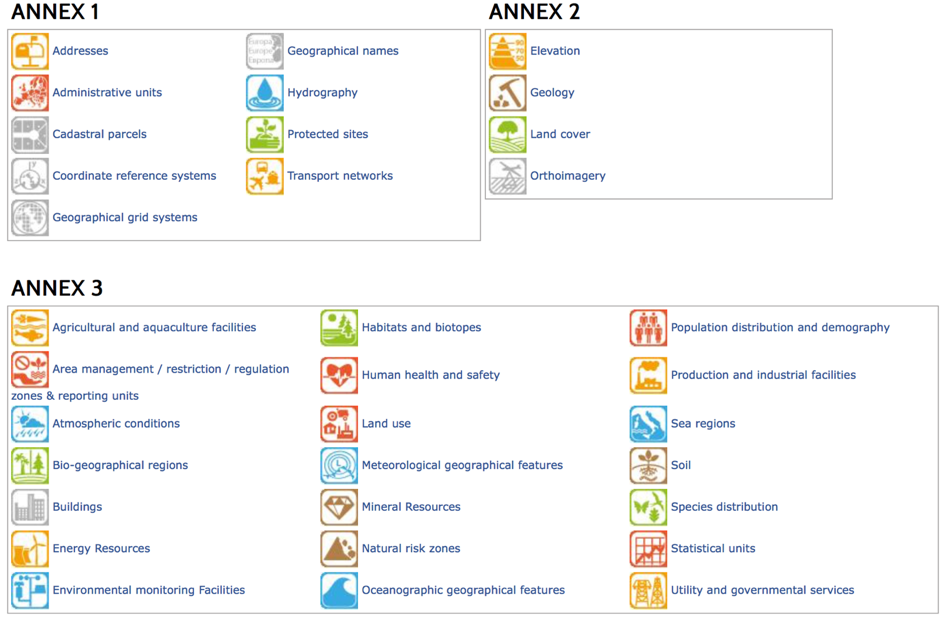 ANNEX 1
Addresses
Administrative units
Cadastral parcels
Coordinate reference systems
Geographical grid systems
Geographical names
Hydrography
Protected sites
Transport networks
ANNEX 2
Elevation
Geology
Land cover
Orthoimagery
ANNEX 3
Agricultural and aquaculture facilities
Area management / restriction / regulation
zones & reporting units
Atmospheric conditions
Bio-geographical regions
Buildings
Energy Resources
Environmental monitoring Facilities
Habitats and biotopes
Human health and safety
Land use
Meteorological geographical features
Mineral Resources
Natural risk zones
Oceanographic geographical features
Population distribution and demography
Production and industrial facilities
Sea regions
Soil
Species distribution
Statistical units
Utility and governmental services